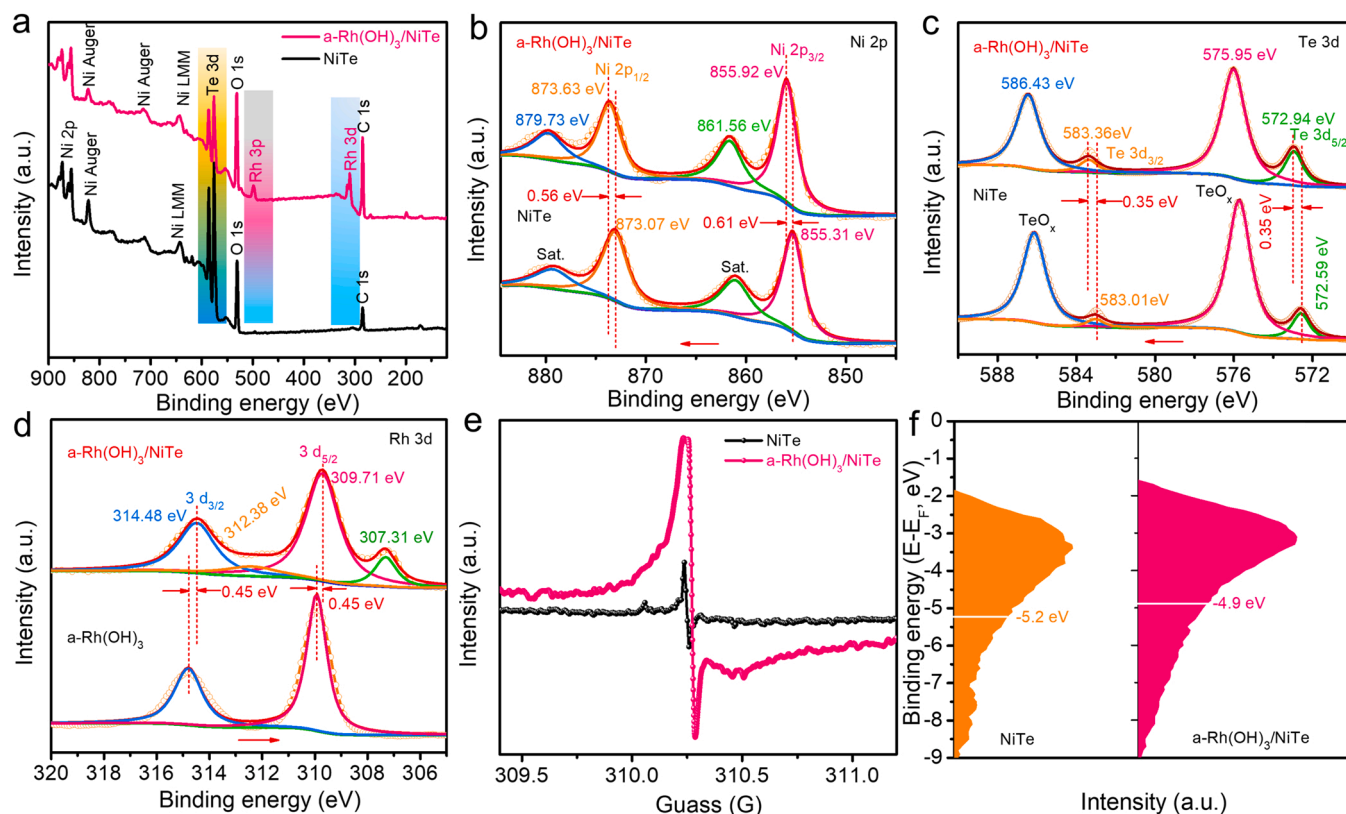 a
a-Rh(OH)3/NiTe
NiTe
Ni Auger
Ni Auger
Ni LMM
Te 3d
O 1s
Rh 3p
Rh 3d
C 1s
Ni 2p
Ni Auger
Ni LMM
O 1s
C 1s
Intensity (a.u.)
900 800 700 600 500 400 300 200
Binding energy (eV)
b
a-Rh(OH)3/NiTe
Ni 2p3/2
Ni 2p
Ni 2p1/2
855.92 eV
873.63 eV
879.73 eV
861.56 eV
0.56 eV
NiTe
873.07 eV
0.61 eV
855.31 eV
Sat.
Sat.
Intensity (a.u.)
880 870 860 850
Binding energy (eV)
c
a-Rh(OH)3/NiTe
575.95 eV
Te 3d
586.43 eV
572.94 eV
583.36eV
Te 3d5/2
Te 3d3/2
NiTe
TeOx
0.35 eV
TeOx
0.35 eV
583.01eV
572.59 eV
Intensity (a.u.)
588 584 580 576 572
Binding energy (eV)
d
Rh 3d
a-Rh(OH)3/NiTe
3 d5/2
309.71 eV
3 d3/2
314.48 eV
312.38 eV
307.31 eV
0.45 eV
0.45 eV
a-Rh(OH)3
Intensity (a.u.)
320 318 316 314 312 310 308 306
Binding energy (eV)
e
NiTe
a-Rh(OH)3/NiTe
Intensity (a.u.)
309.5 310.0 310.5 311.0
Guass (G)
f
0
-1
-2
-3
-4
-5
-6
-7
-8
-9
Binding energy (E-EF, eV)
-5.2 eV
-4.9 eV
NiTe
a-Rh(OH)3/NiTe
Intensity (a.u.)